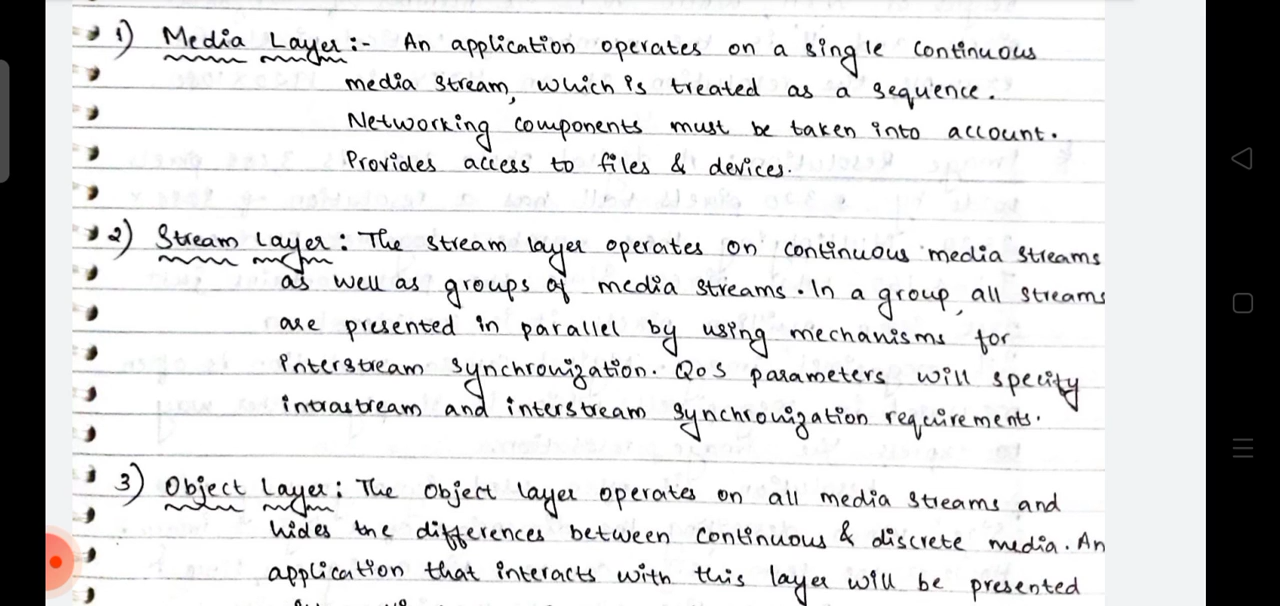 1) Media Layer :- An application operates on a single continuous
media stream, which is treated as a sequence.
Networking components must be taken into account.
Provides access to files & devices.
2) Stream Layer : The stream layer operates on continuous media streams
as well as groups of media streams. In a group, all streams
are presented in parallel by using mechanisms for
interstream synchronization. QoS parameters will specify
intrastream and interstream synchronization requirements.
3) Object Layer : The object layer operates on all media streams and
hides the differences between continuous & discrete media. An
application that interacts with this layer will be presented